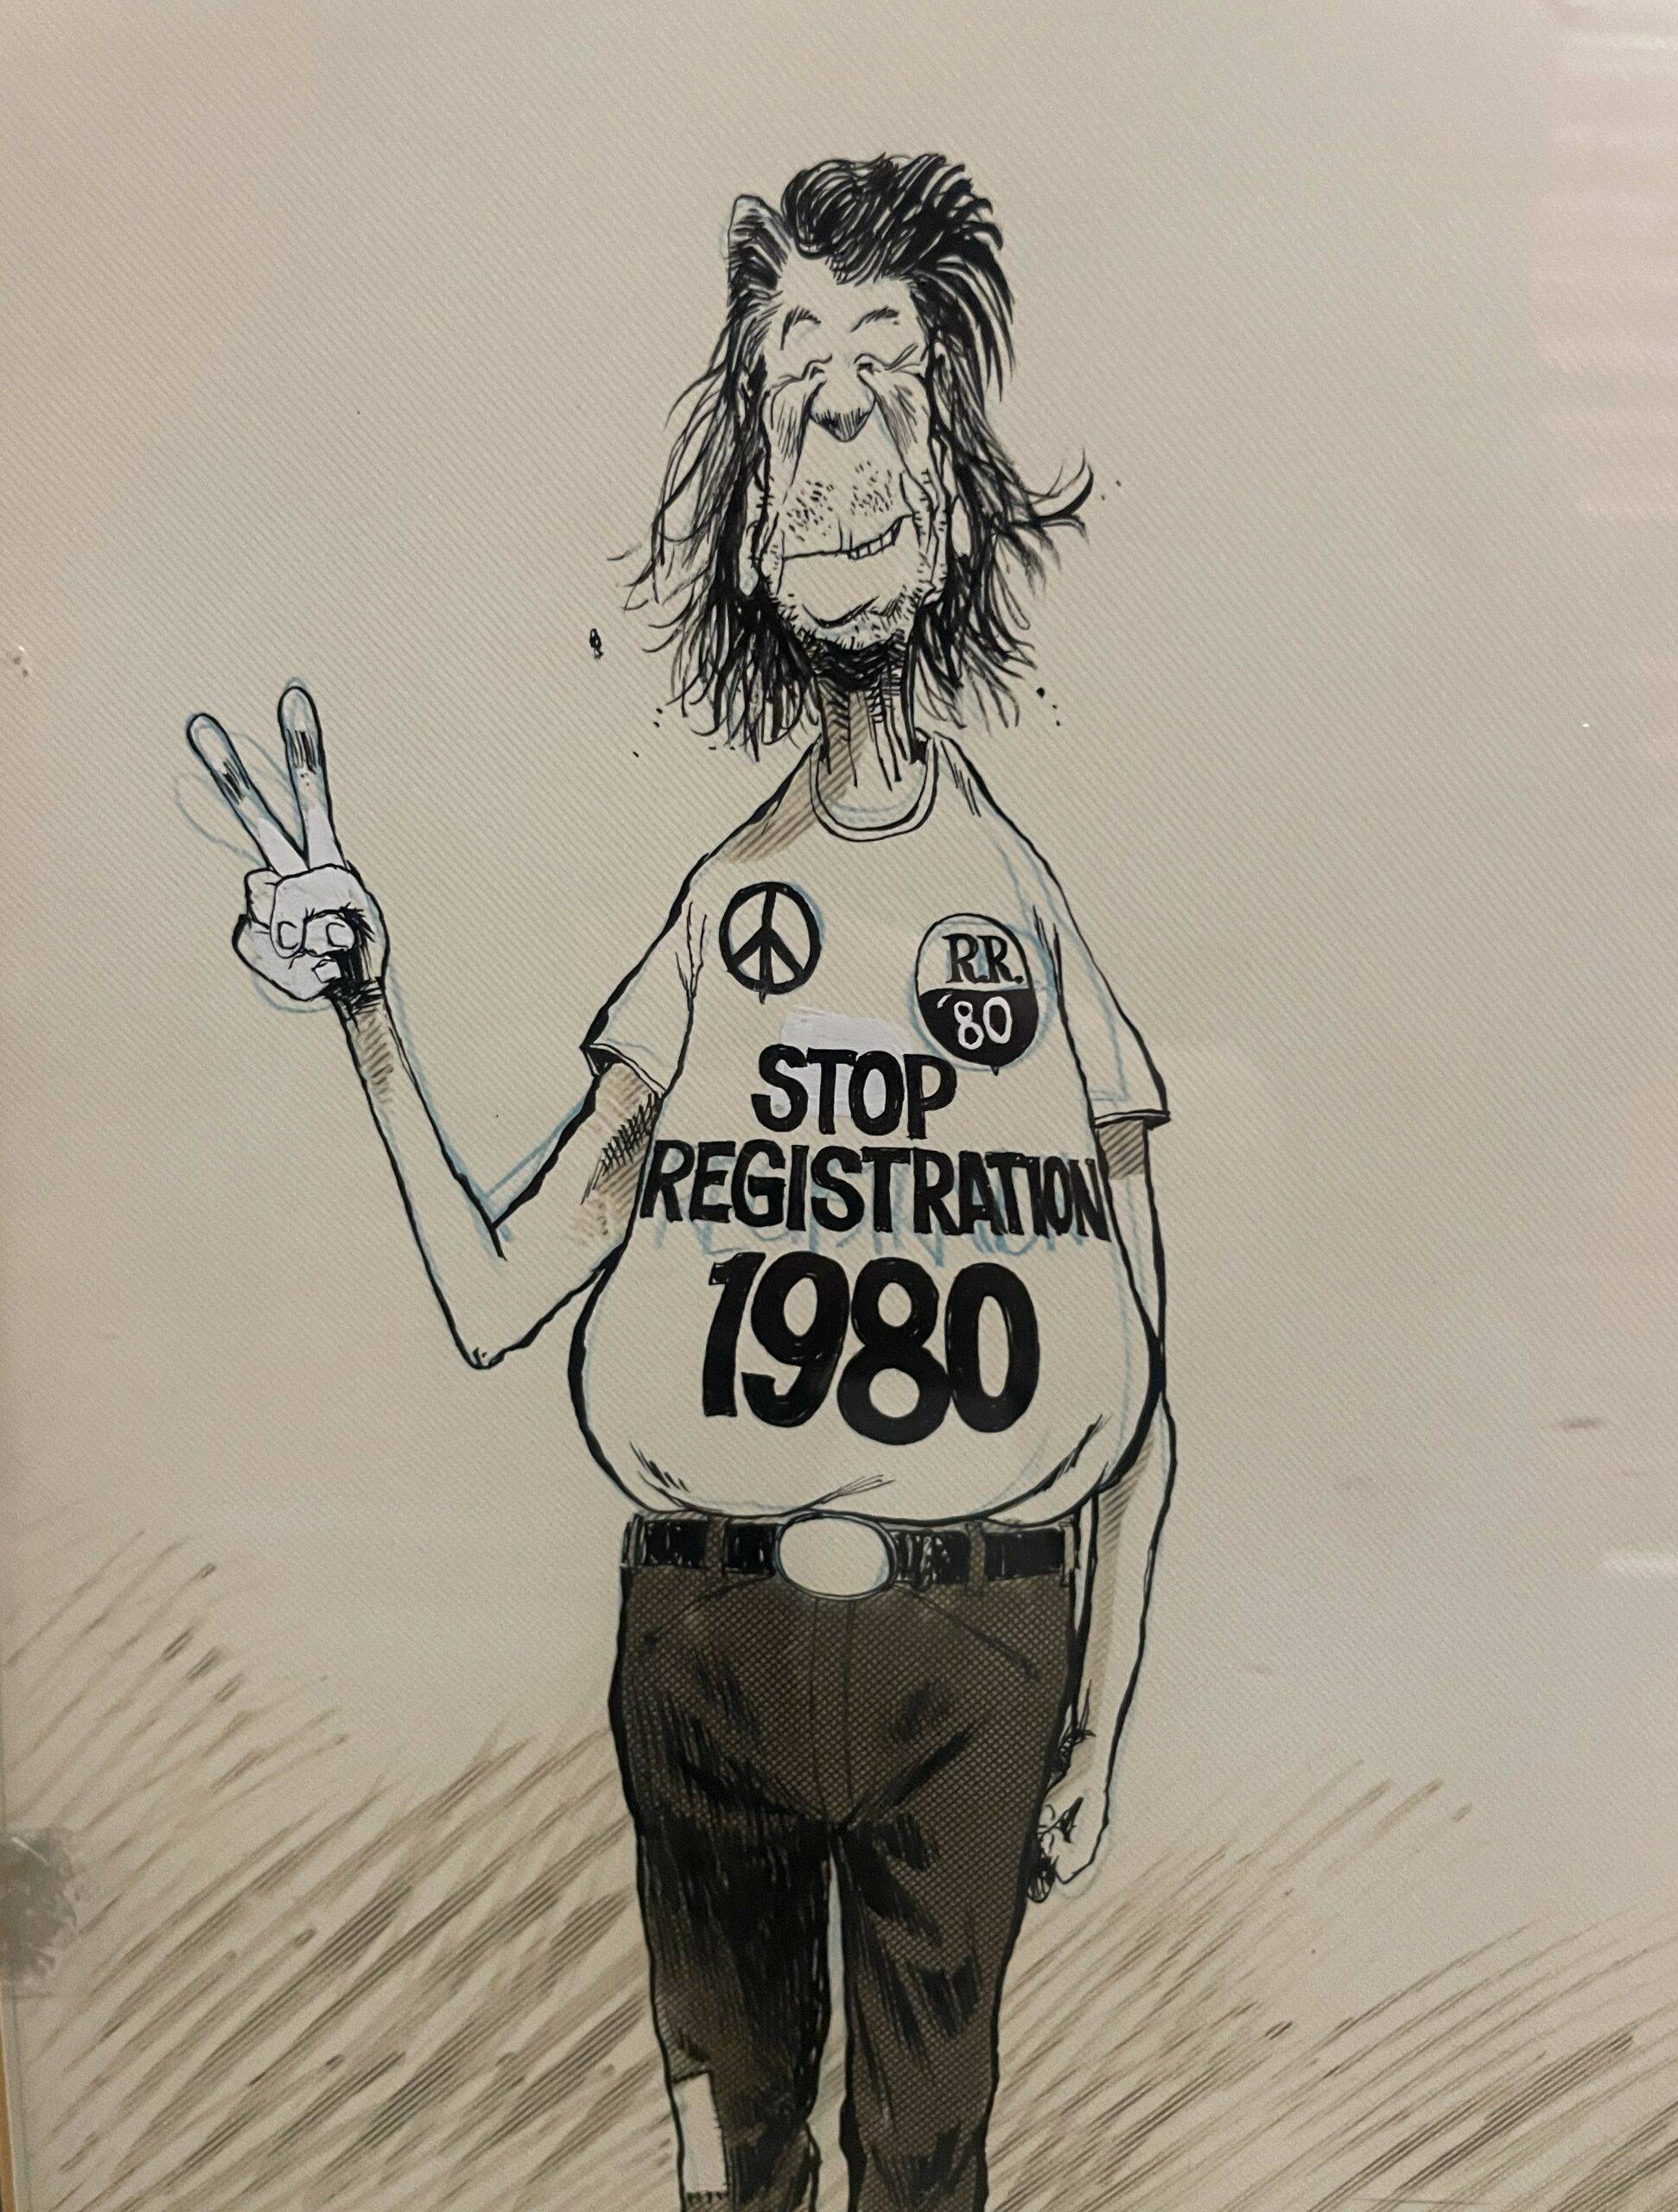 R.R.
'80
STOP
REGISTRATION
1980